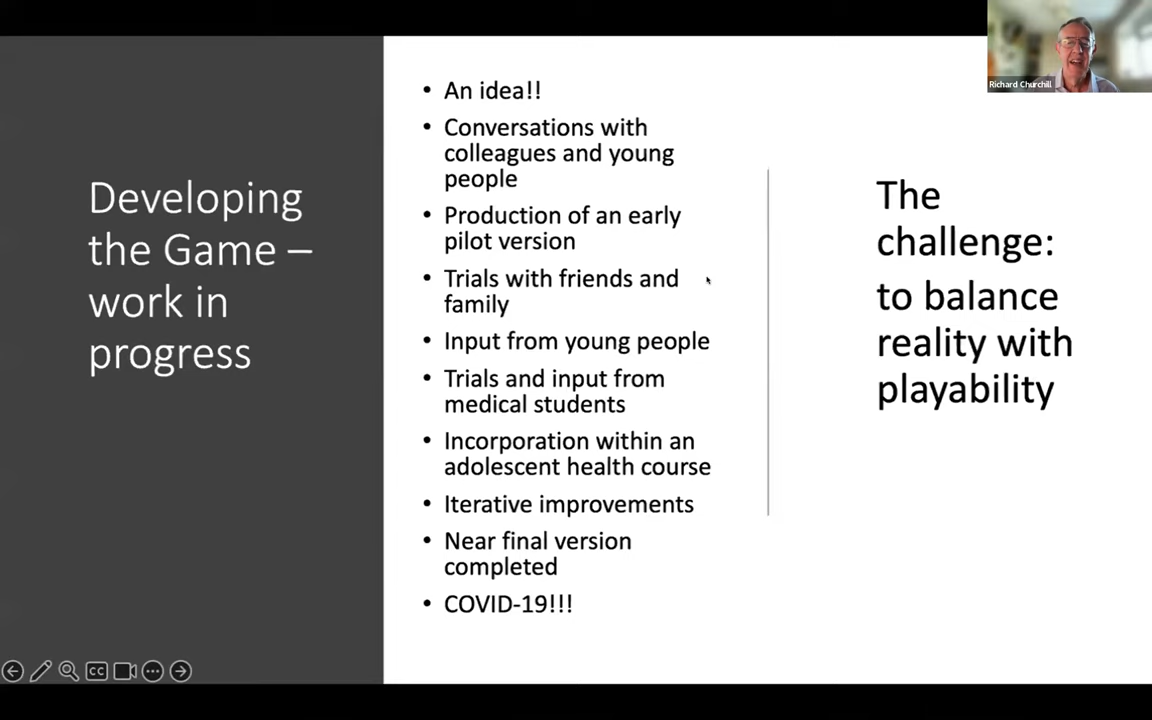 Richard Churchill
Developing
the Game –
work in
progress
• An idea!!
• Conversations with
colleagues and young
people
• Production of an early
pilot version
• Trials with friends and
family
• Input from young people
• Trials and input from
medical students
• Incorporation within an
adolescent health course
• Iterative improvements
• Near final version
completed
• COVID-19!!!
The
challenge:
to balance
reality with
playability
CC